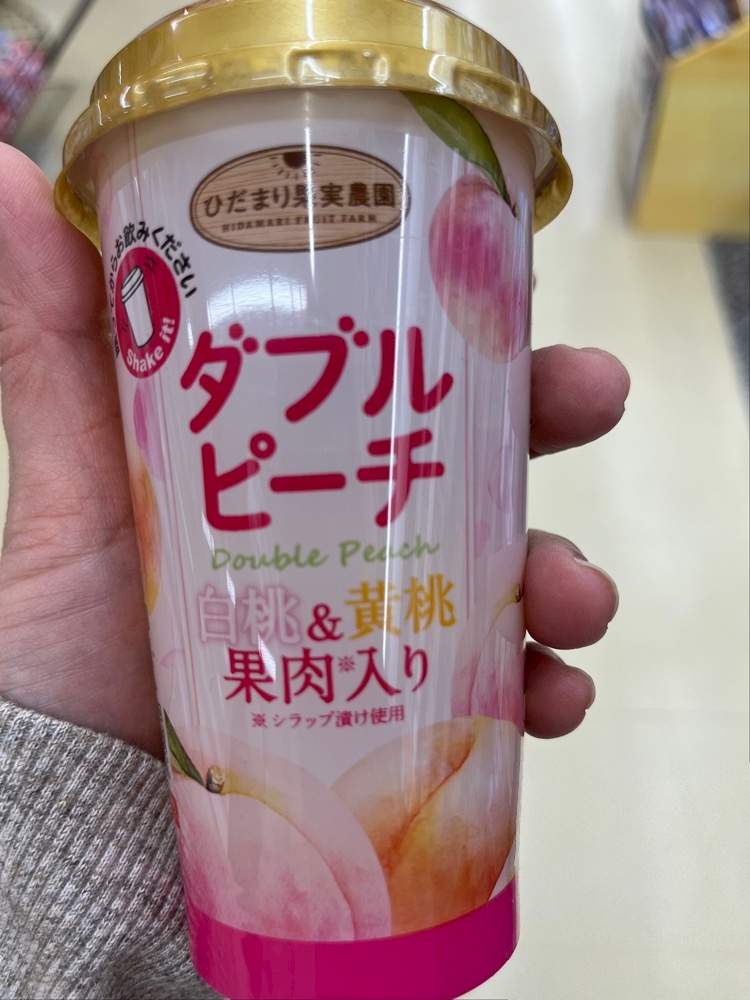 ひだまり果実農園
HIDAMARI FRUIT FARM
からお飲みください
Shake it!
ダブル
ピーチ
Double Peach
白桃&黄桃
果肉※入り
※シラップ漬け使用